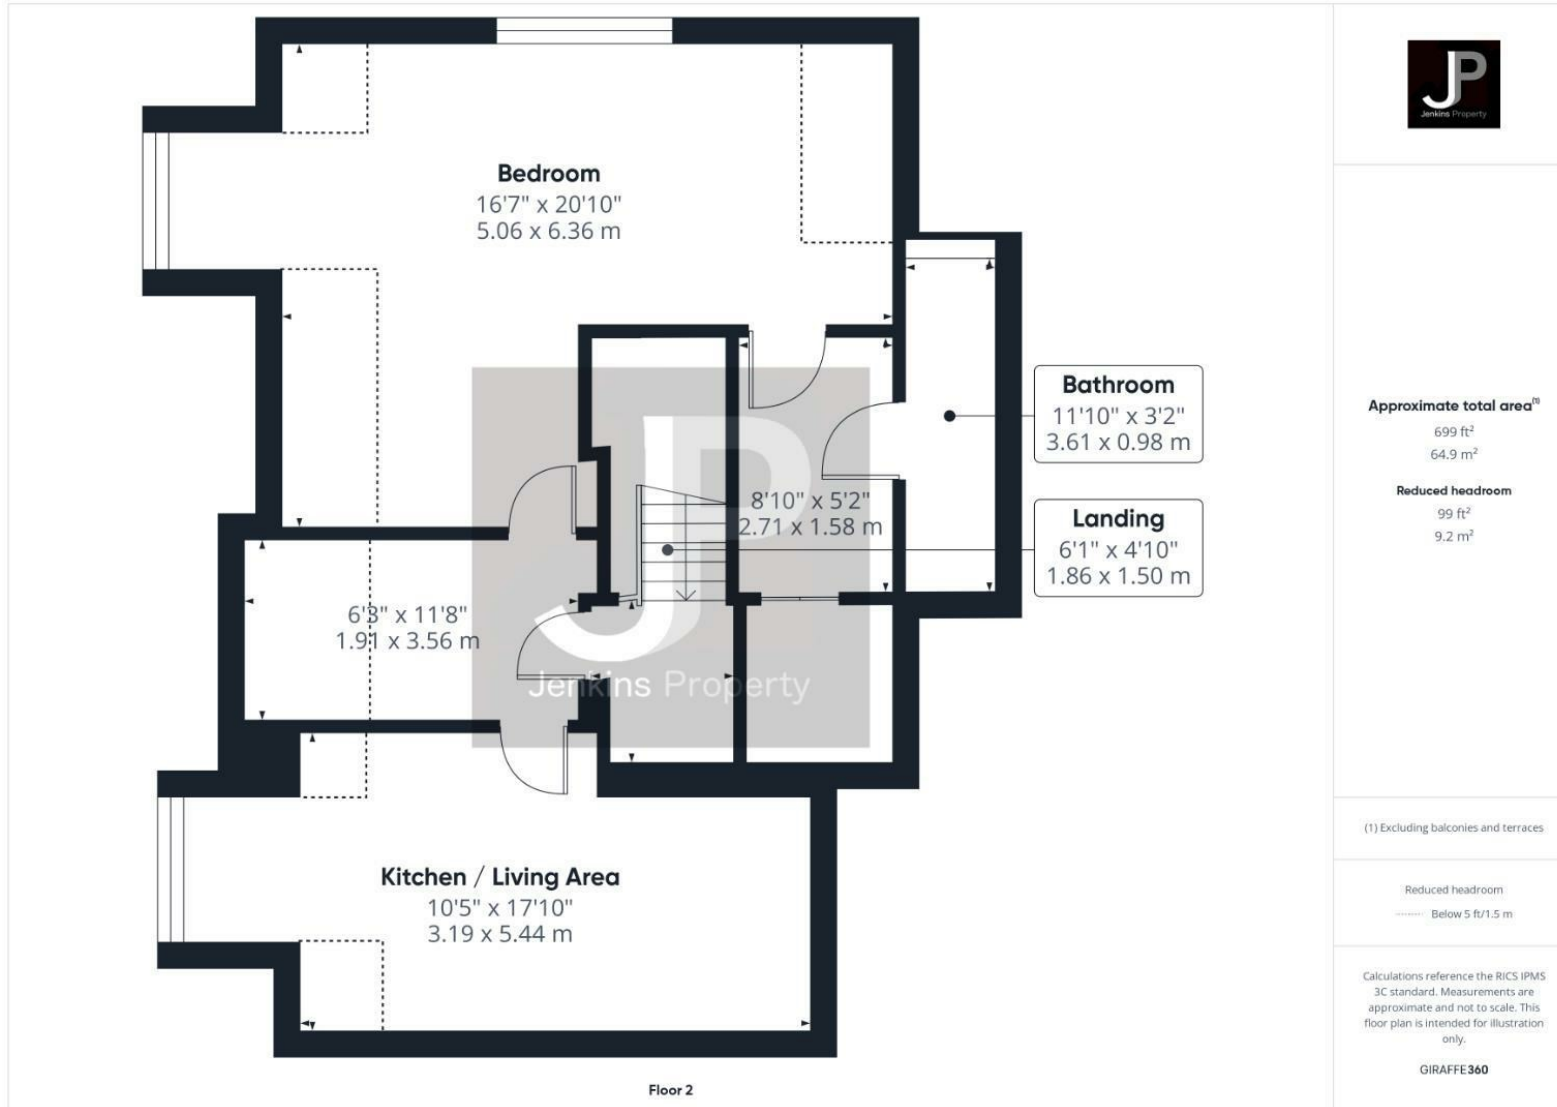 Bedroom
16'7" x 20'10"
5.06 x 6.36 m
Bathroom
11'10" x 3'2"
3.61 x 0.98 m
8'10" x 5'2"
2.71 x 1.58 m
Landing
6'1" x 4'10"
1.86 x 1.50 m
6'3" x 11'8"
1.91 x 3.56 m
JP
Jenkins Property
Kitchen / Living Area
10'5" x 17'10"
3.19 x 5.44 m
Floor 2
JP
Jenkins Property
Approximate total area(1)
699 ft²
64.9 m²
Reduced headroom
99 ft²
9.2 m²
(1) Excluding balconies and terraces
Reduced headroom
Below 5 ft/1.5 m
Calculations reference the RICS IPMS
3C standard. Measurements are
approximate and not to scale. This
floor plan is intended for illustration
only.
GIRAFFE360